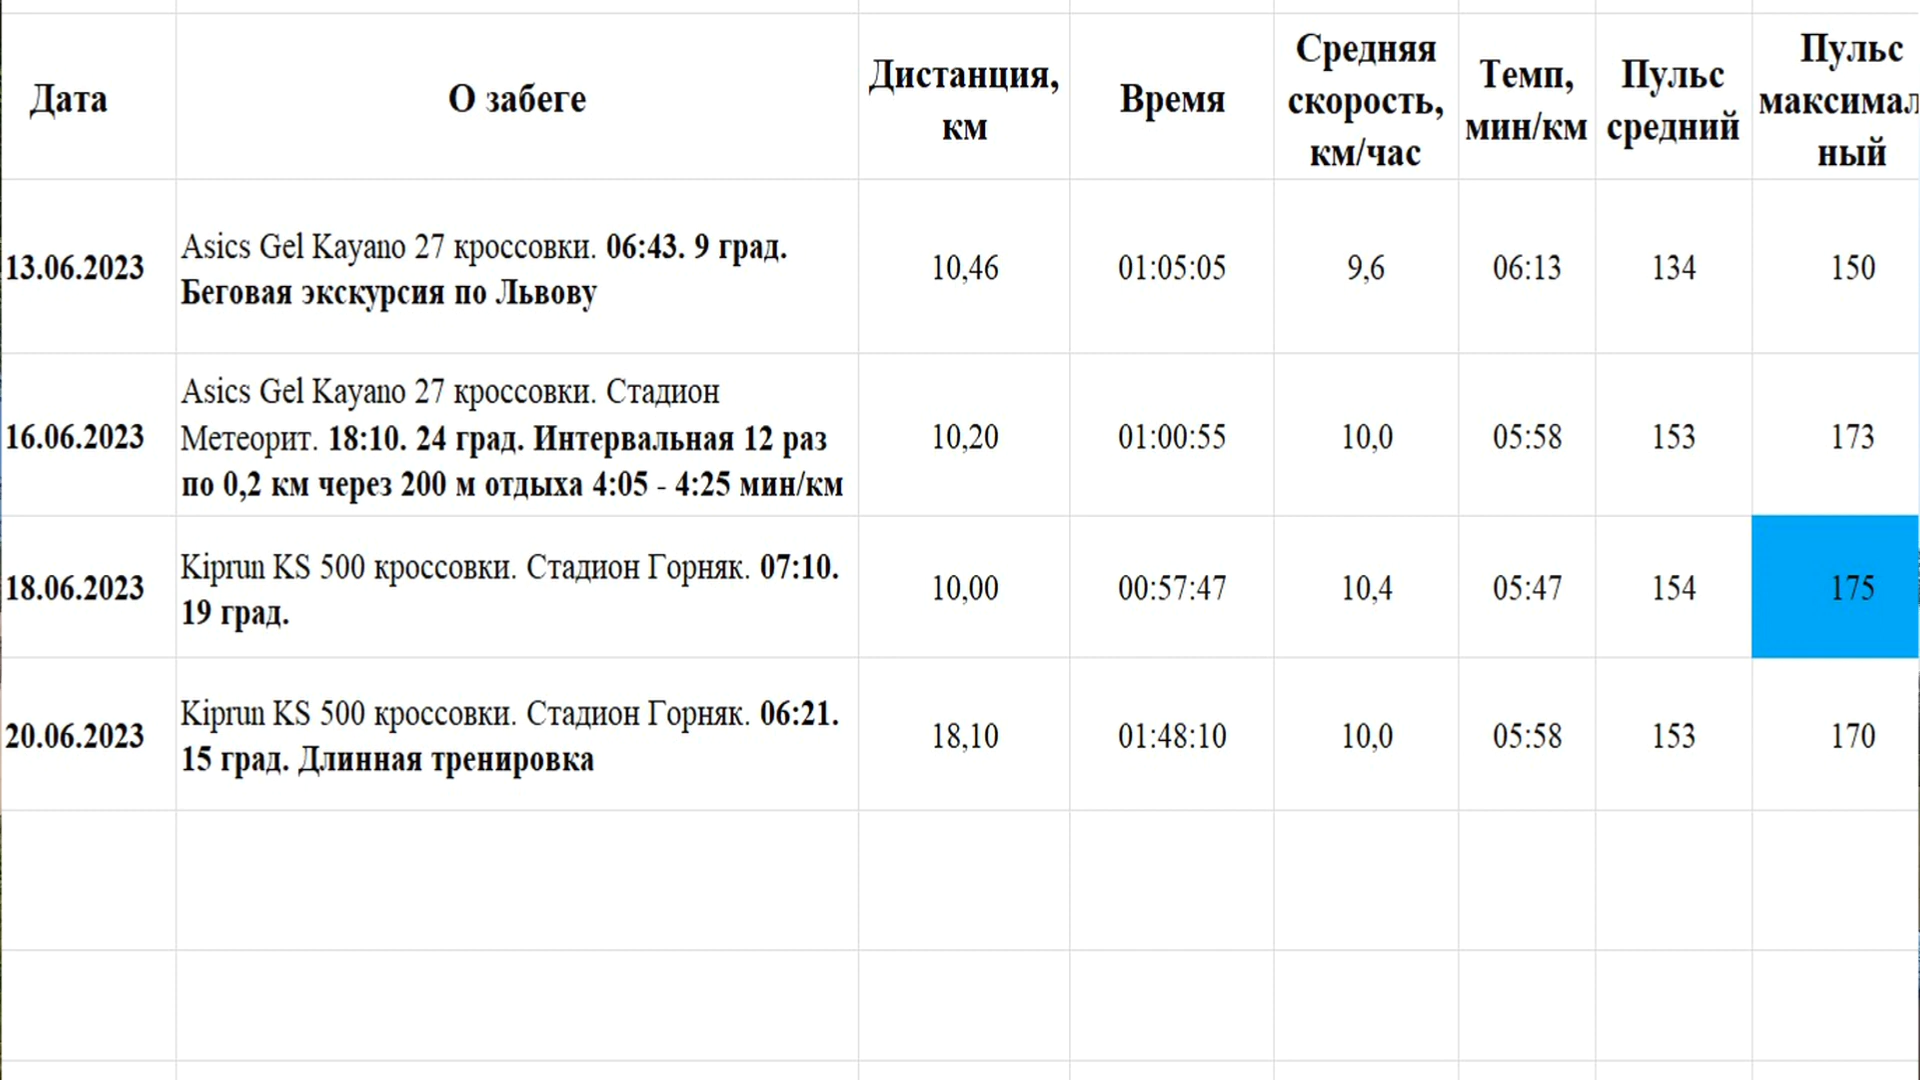 Дата
О забеге
Дистанция,
км
Время
Средняя
скорость,
км/час
Темп,
мин/км
Пульс
средний
Пульс
максимал
ный
13.06.2023
Asics Gel Kayano 27 кроссовки. 06:43. 9 град.
Беговая экскурсия по Львову
10,46
01:05:05
9,6
06:13
134
150
16.06.2023
Asics Gel Kayano 27 кроссовки. Стадион
Метеорит. 18:10. 24 град. Интервальная 12 раз
по 0,2 км через 200 м отдыха 4:05 - 4:25 мин/км
10,20
01:00:55
10,0
05:58
153
173
18.06.2023
Kiprun KS 500 кроссовки. Стадион Горняк. 07:10.
19 град.
10,00
00:57:47
10,4
05:47
154
175
20.06.2023
Kiprun KS 500 кроссовки. Стадион Горняк. 06:21.
15 град. Длинная тренировка
18,10
01:48:10
10,0
05:58
153
170